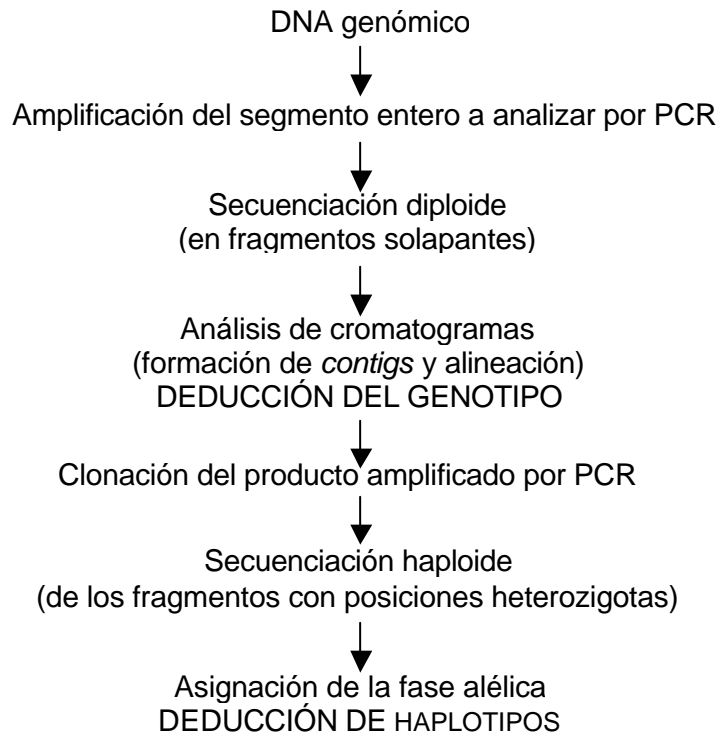 DNA genómico
Amplificación del segmento entero a analizar por PCR
Secuenciación diploide
(en fragmentos solapantes)
Análisis de cromatogramas
(formación de contigs y alineación)
DEDUCCIÓN DEL GENOTIPO
Clonación del producto amplificado por PCR
Secuenciación haploide
(de los fragmentos con posiciones heterozigotas)
Asignación de la fase alélica
DEDUCCIÓN DE HAPLOTIPOS